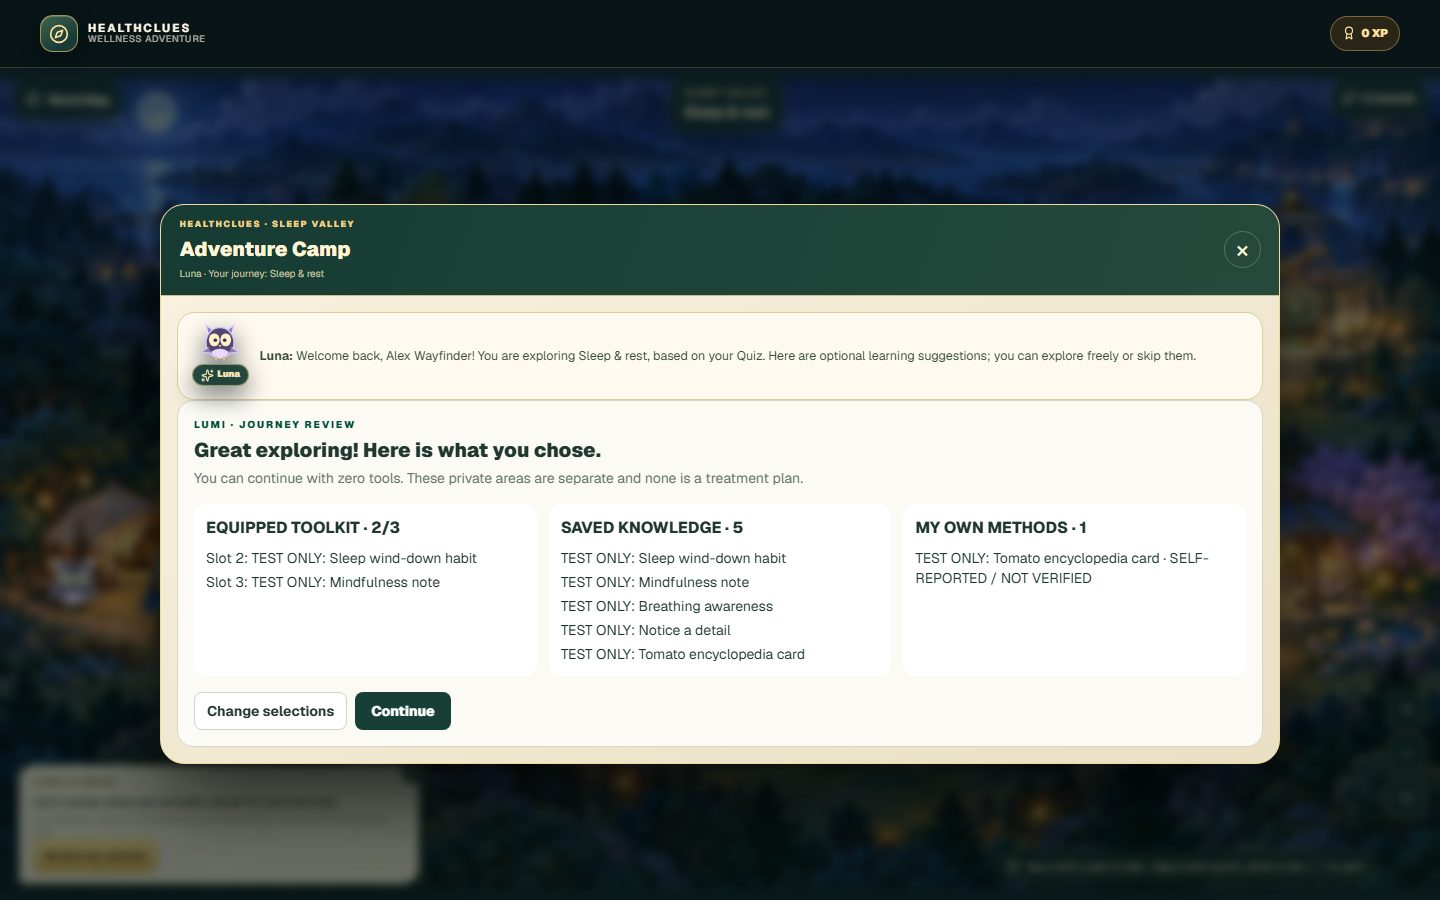 HEALTHCLUES
WELLNESS ADVENTURE
0 XP
HEALTHCLUES · SLEEP VALLEY
Adventure Camp
Luna · Your journey: Sleep & rest
Luna: Welcome back, Alex Wayfinder! You are exploring Sleep & rest, based on your Quiz. Here are optional learning suggestions; you can explore freely or skip them.
Luna
LUMI · JOURNEY REVIEW
Great exploring! Here is what you chose.
You can continue with zero tools. These private areas are separate and none is a treatment plan.
EQUIPPED TOOLKIT · 2/3
Slot 2: TEST ONLY: Sleep wind-down habit
Slot 3: TEST ONLY: Mindfulness note
SAVED KNOWLEDGE · 5
TEST ONLY: Sleep wind-down habit
TEST ONLY: Mindfulness note
TEST ONLY: Breathing awareness
TEST ONLY: Notice a detail
TEST ONLY: Tomato encyclopedia card
MY OWN METHODS · 1
TEST ONLY: Tomato encyclopedia card · SELF-
REPORTED / NOT VERIFIED
Change selections
Continue